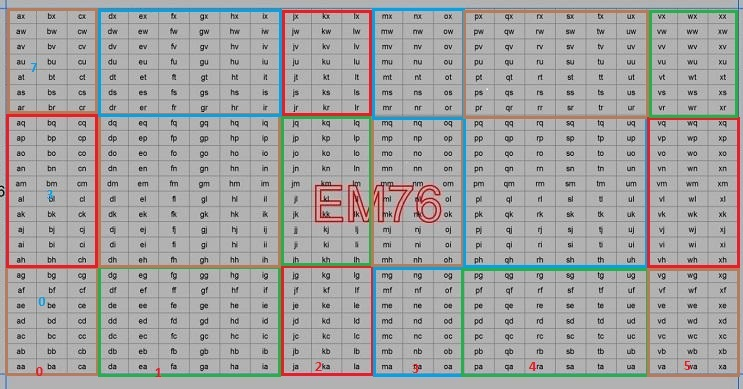 ax bx cx dx ex fx gx hx ix jx kx lx mx nx ox px qx rx sx tx ux vx wx xx
aw bw cw dw ew fw gw hw iw jw kw lw mw nw ow pw qw rw sw tw uw vw ww xw
av bv cv dv ev fv gv hv iv jv kv lv mv nv ov pv qv rv sv tv uv vv wv xv
au bu cu du eu fu gu hu iu ju ku lu mu nu ou pu qu ru su tu uu vu wu xu
7
at bt ct dt et ft gt ht it jt kt lt mt nt ot pt qt rt st tt ut vt wt xt
as bs cs ds es fs gs hs is js ks ls ms ns os ps qs rs ss ts us vs ws xs
ar br cr dr er fr gr hr ir jr kr lr mr nr or pr qr rr sr tr ur vr wr xr
aq bq cq dq eq fq gq hq iq jq kq lq mq nq oq pq qq rq sq tq uq vq wq xq
ap bp cp dp ep fp gp hp ip jp kp lp mp np op pp qp rp sp tp up vp wp xp
ao bo co do eo fo go ho io jo ko lo mo no oo po qo ro so to uo vo wo xo
an bn cn dn en fn gn hn in jn kn ln mn nn on pn qn rn sn tn un vn wn xn
am bm cm dm em fm gm hm im jm km lm mm nm om pm qm rm sm tm um vm wm xm
6
3
EM76
al bl cl dl el fl gl hl il jl kl ll ml nl ol pl ql rl sl tl ul vl wl xl
ak bk ck dk ek fk gk hk ik jk kk lk mk nk ok pk qk rk sk tk uk vk wk xk
aj bj cj dj ej fj gj hj ij jj kj lj mj nj oj pj qj rj sj tj uj vj wj xj
ai bi ci di ei fi gi hi ii ji ki li mi ni oi pi qi ri si ti ui vi wi xi
ah bh ch dh eh fh gh hh ih jh kh lh mh nh oh ph qh rh sh th uh vh wh xh
ag bg cg dg eg fg gg hg ig jg kg lg mg ng og pg qg rg sg tg ug vg wg xg
af bf cf df ef ff gf hf if jf kf lf mf nf of pf qf rf sf tf uf vf wf xf
0
ae be ce de ee fe ge he ie je ke le me ne oe pe qe re se te ue ve we xe
ad bd cd dd ed fd gd hh id jd kd ld md nd od pd qd rd sd td ud vd wd xd
ac bc cc dc ec fc gc hh ic jc kc lc mc nc oc pc qc rc sc tc uc vc wc xc
ab bb cb db eb fb gb hh ib jb kb lb mb nb ob pb qb rb sb tb ub vb wb xb
aa ba ca da ea fa ga hh ia ja ka la ma na oa pa qa ra sa ta ua va wa xa
0 1 2 3 4 5